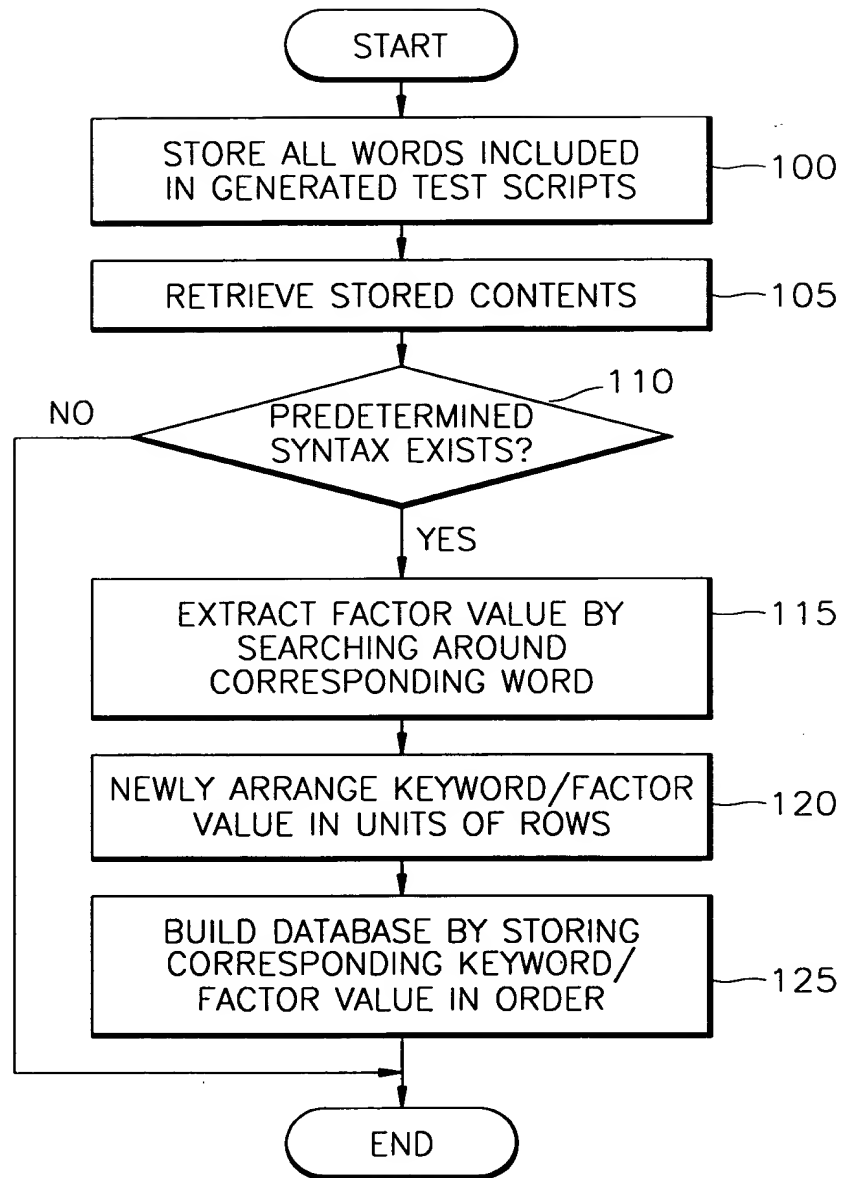 START
STORE ALL WORDS INCLUDED
IN GENERATED TEST SCRIPTS
100
RETRIEVE STORED CONTENTS
105
110
NO
PREDETERMINED
SYNTAX EXISTS?
YES
EXTRACT FACTOR VALUE BY
SEARCHING AROUND
CORRESPONDING WORD
115
NEWLY ARRANGE KEYWORD/FACTOR
VALUE IN UNITS OF ROWS
120
BUILD DATABASE BY STORING
CORRESPONDING KEYWORD/
FACTOR VALUE IN ORDER
125
END